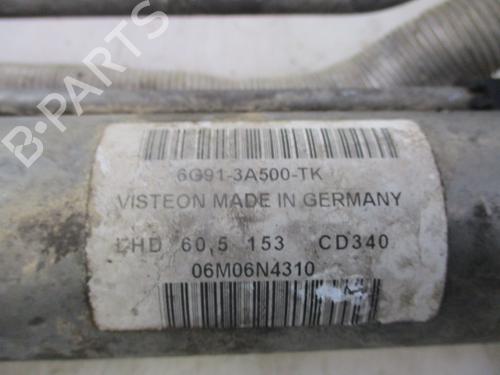 B-PARTS
6G91-3A500-TK
VISTEON MADE IN GERMANY
LHD 60,5 153 CD340
06M06N4310